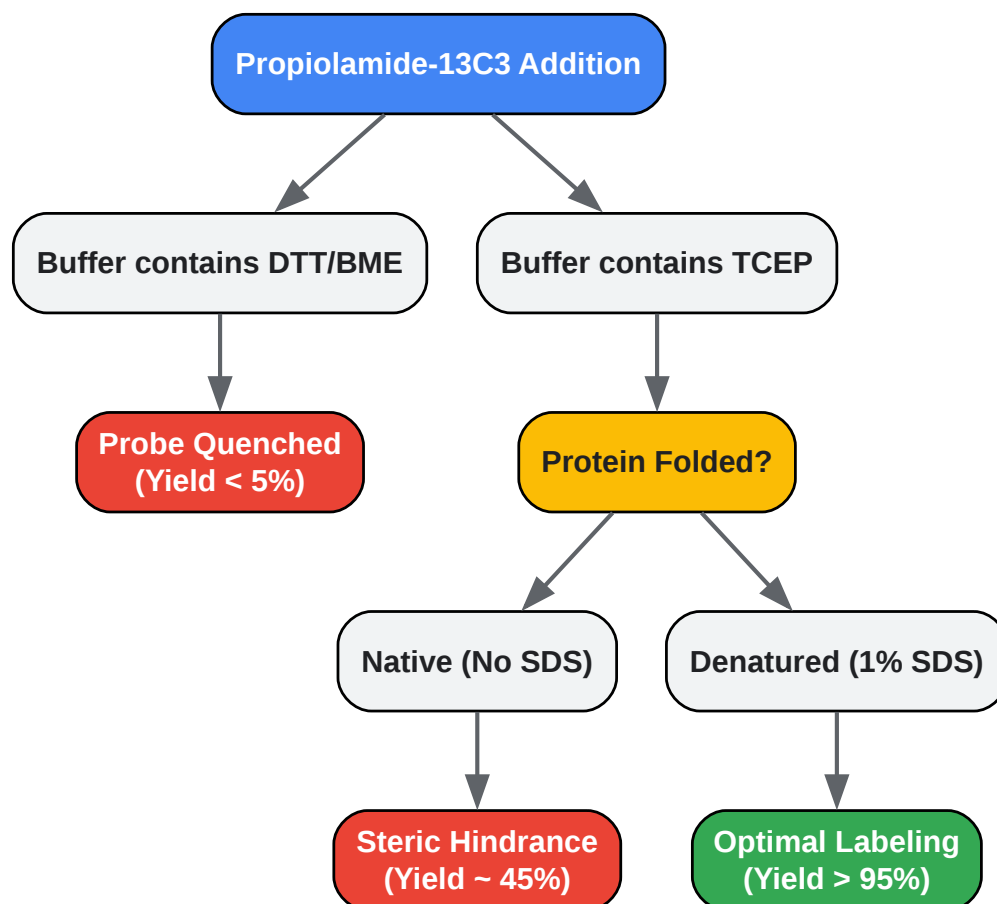 Propiolamide-13C3 Addition
Buffer contains DTT/BME
Buffer contains TCEP
Probe Quenched
(Yield < 5%)
Protein Folded?
Native (No SDS)
Denatured (1% SDS)
Steric Hindrance
(Yield ~ 45%)
Optimal Labeling
(Yield > 95%)